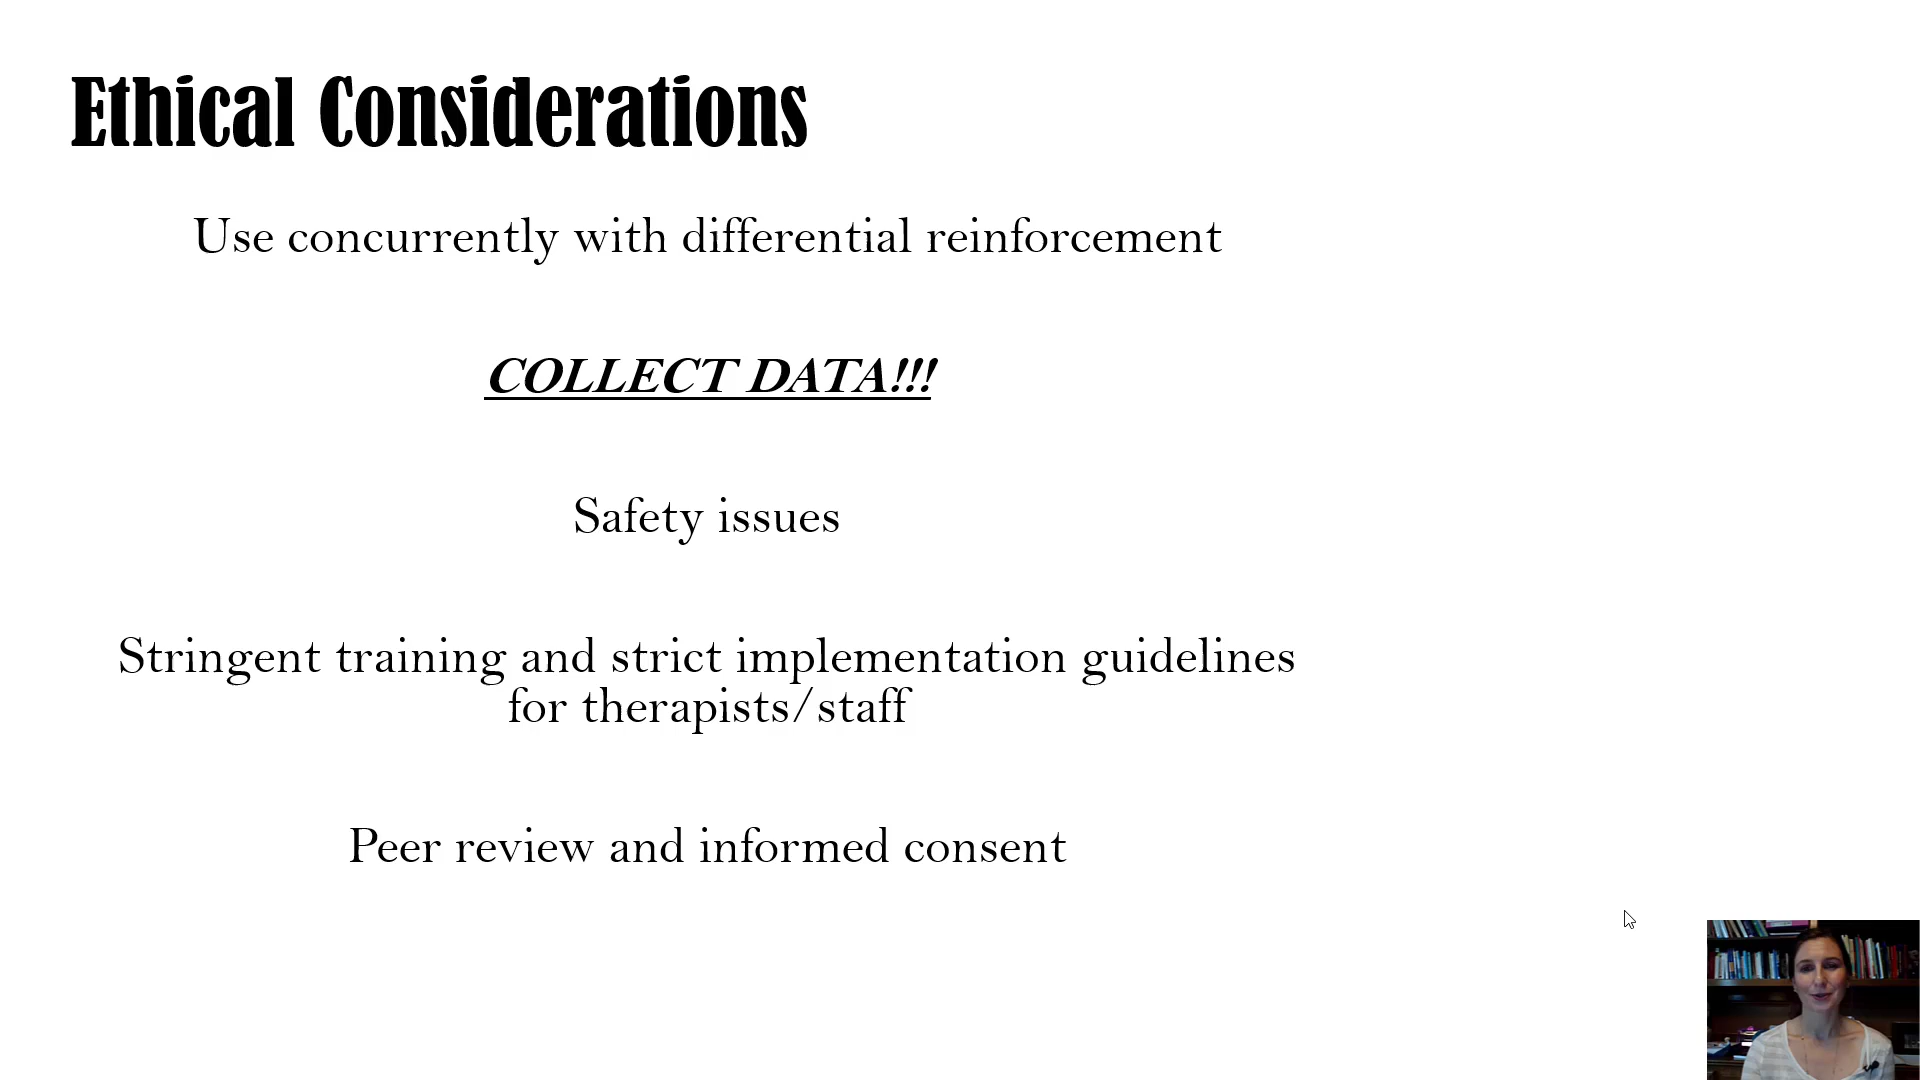 Ethical Considerations
Use concurrently with differential reinforcement
COLLECT DATA!!!
Safety issues
Stringent training and strict implementation guidelines
for therapists/staff
Peer review and informed consent